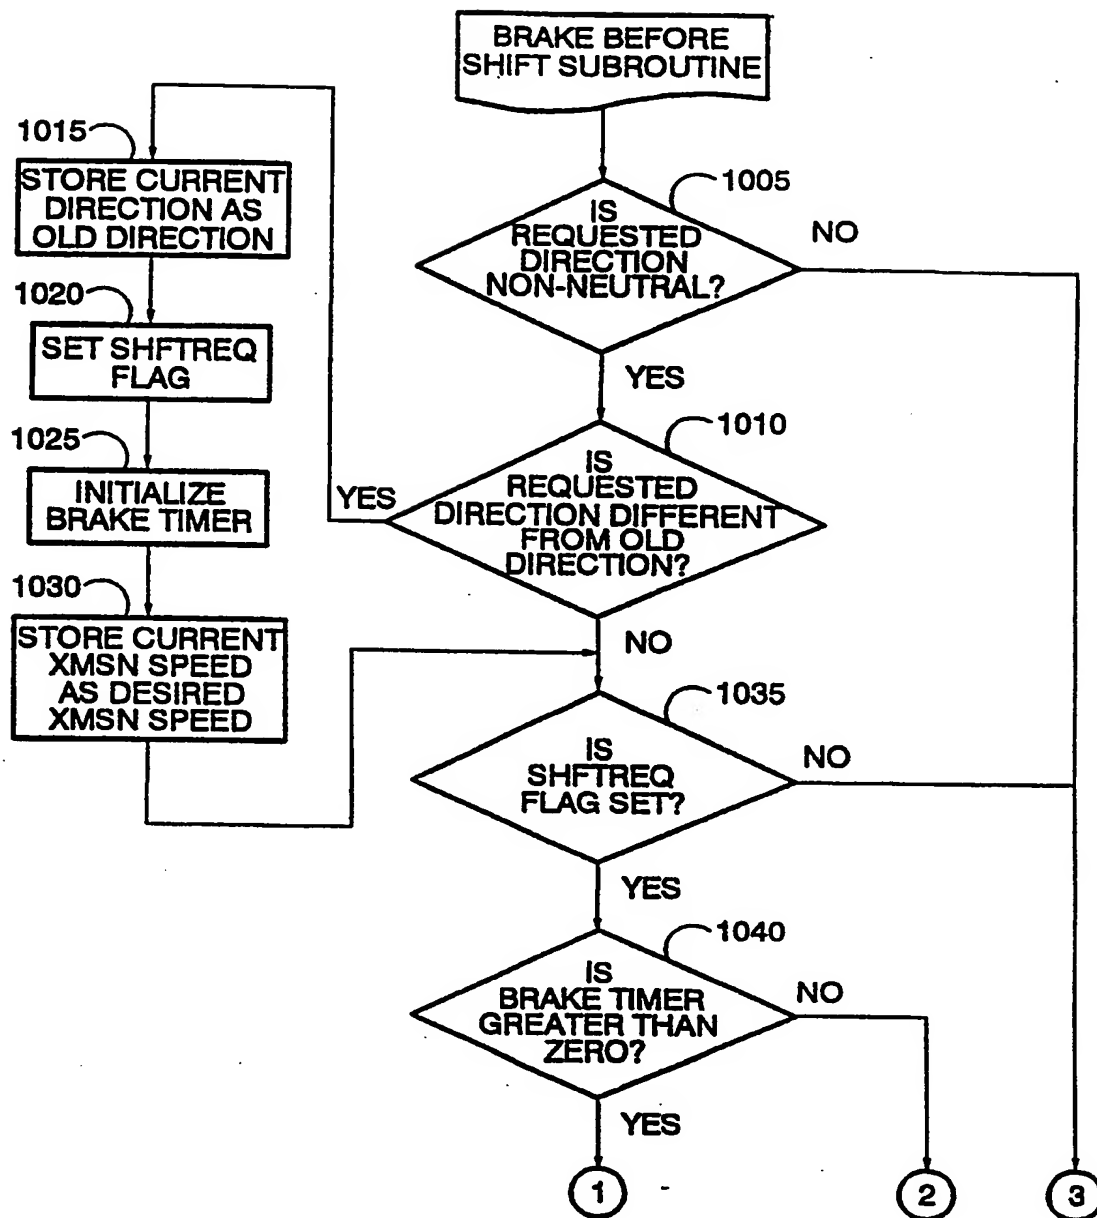 BRAKE BEFORE
SHIFT SUBROUTINE
1005
IS
REQUESTED
DIRECTION
NON-NEUTRAL?
NO
YES
1010
IS
REQUESTED
DIRECTION DIFFERENT
FROM OLD
DIRECTION?
YES
NO
1015
STORE CURRENT
DIRECTION AS
OLD DIRECTION
1020
SET SHFTREQ
FLAG
1025
INITIALIZE
BRAKE TIMER
1030
STORE CURRENT
XMSN SPEED
AS DESIRED
XMSN SPEED
1035
IS
SHFTREQ
FLAG SET?
NO
YES
1040
IS
BRAKE TIMER
GREATER THAN
ZERO?
NO
YES
1
2
3